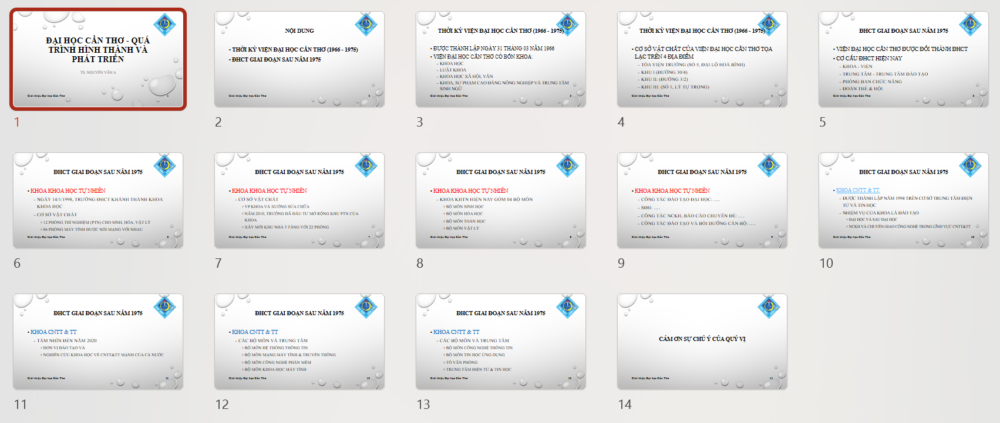 ĐẠI HỌC CẦN THƠ - QUÁ
TRÌNH HÌNH THÀNH VÀ
PHÁT TRIỂN
TS. NGUYỄN VĂN A
Giới thiệu Đại học Cần Thơ
1
1
NỘI DUNG
• THỜI KỲ VIỆN ĐẠI HỌC CẦN THƠ (1966 - 1975)
• ĐHCT GIAI ĐOẠN SAU NĂM 1975
Giới thiệu Đại học Cần Thơ
2
2
THỜI KỲ VIỆN ĐẠI HỌC CẦN THƠ (1966 - 1975)
• ĐƯỢC THÀNH LẬP NGÀY 31 THÁNG 03 NĂM 1966
• VIỆN ĐẠI HỌC CẦN THƠ CÓ BỐN KHOA:
- KHOA HỌC
- LUẬT KHOA
- KHOA HỌC XÃ HỘI, VĂN
- KHOA, SƯ PHẠM CAO ĐẲNG NÔNG NGHIỆP VÀ TRUNG TÂM
SINH NGỮ
Giới thiệu Đại học Cần Thơ
3
3
THỜI KỲ VIỆN ĐẠI HỌC CẦN THƠ (1966 - 1975)
• CƠ SỞ VẬT CHẤT CỦA VIỆN ĐẠI HỌC CẦN THƠ TỌA
LẠC TRÊN 4 ĐỊA ĐIỂM
- TÒA VIỆN TRƯỞNG (SỐ 5, ĐẠI LỘ HOÀ BÌNH)
- KHU I (ĐƯỜNG 30/4)
- KHU II: (ĐƯỜNG 3/2)
- KHU III: (SỐ 1, LÝ TỰ TRỌNG)
Giới thiệu Đại học Cần Thơ
4
4
ĐHCT GIAI ĐOẠN SAU NĂM 1975
• VIỆN ĐẠI HỌC CẦN THƠ ĐƯỢC ĐỔI THÀNH ĐHCT
• CƠ CẤU ĐHCT HIỆN NAY
- KHOA - VIỆN
- TRUNG TÂM - TRUNG TÂM ĐÀO TẠO
- PHÒNG BAN CHỨC NĂNG
- ĐOÀN THỂ & HỘI
Giới thiệu Đại học Cần Thơ
5
5
ĐHCT GIAI ĐOẠN SAU NĂM 1975
• KHOA KHOA HỌC TỰ NHIÊN
- NGÀY 14/1/1998, TRƯỜNG ĐHCT KHÁNH THÀNH KHOA
KHOA HỌC
- CƠ SỞ VẬT CHẤT
+ 12 PHÒNG THÍ NGHIỆM (PTN) CHO SINH, HÓA, VẬT LÝ
+ 06 PHÒNG MÁY TÍNH ĐƯỢC NỐI MẠNG VỚI NHAU
Giới thiệu Đại học Cần Thơ
6
6
ĐHCT GIAI ĐOẠN SAU NĂM 1975
• KHOA KHOA HỌC TỰ NHIÊN
- CƠ SỞ VẬT CHẤT
+ VP KHOA VÀ XƯỞNG SỬA CHỮA
+ NĂM 2010, TRƯỜNG ĐÃ ĐẦU TƯ MỞ RỘNG KHU PTN CỦA
KHOA
+ XÂY MỚI KHU NHÀ 3 TẦNG VỚI 22 PHÒNG
Giới thiệu Đại học Cần Thơ
7
7
ĐHCT GIAI ĐOẠN SAU NĂM 1975
• KHOA KHOA HỌC TỰ NHIÊN
- KHOA KHTN HIỆN NAY GỒM 04 BỘ MÔN
+ BỘ MÔN SINH HỌC
+ BỘ MÔN HÓA HỌC
+ BỘ MÔN TOÁN HỌC
+ BỘ MÔN VẬT LÝ
Giới thiệu Đại học Cần Thơ
8
8
ĐHCT GIAI ĐOẠN SAU NĂM 1975
• KHOA KHOA HỌC TỰ NHIÊN
- CÔNG TÁC ĐÀO TẠO ĐẠI HỌC: ….
- SĐH: ….
- CÔNG TÁC NCKH, BÁO CÁO CHUYÊN ĐỀ: ….
- CÔNG TÁC ĐÀO TẠO VÀ BỒI DƯỠNG CÁN BỘ: ….
Giới thiệu Đại học Cần Thơ
9
9
ĐHCT GIAI ĐOẠN SAU NĂM 1975
• KHOA CNTT & TT
- ĐƯỢC THÀNH LẬP NĂM 1994 TRÊN CƠ SỞ TRUNG TÂM ĐIỆN
TỬ VÀ TIN HỌC
- NHIỆM VỤ CỦA KHOA LÀ ĐÀO TẠO
+ ĐẠI HỌC VÀ SAU ĐẠI HỌC
+ NCKH VÀ CHUYỂN GIAO CÔNG NGHỆ TRONG LĨNH VỰC CNTT&TT
Giới thiệu Đại học Cần Thơ
10
10
ĐHCT GIAI ĐOẠN SAU NĂM 1975
• KHOA CNTT & TT
- TẦM NHÌN ĐẾN NĂM 2020
+ ĐƠN VỊ ĐÀO TẠO VÀ
+ NGHIÊN CỨU KHOA HỌC VỀ CNTT&TT MẠNH CỦA CẢ NƯỚC
Giới thiệu Đại học Cần Thơ
11
11
ĐHCT GIAI ĐOẠN SAU NĂM 1975
• KHOA CNTT & TT
- CÁC BỘ MÔN VÀ TRUNG TÂM
+ BỘ MÔN HỆ THỐNG THÔNG TIN
+ BỘ MÔN MẠNG MÁY TÍNH & TRUYỀN THÔNG
+ BỘ MÔN CÔNG NGHỆ PHẦN MỀM
+ BỘ MÔN KHOA HỌC MÁY TÍNH
Giới thiệu Đại học Cần Thơ
12
12
ĐHCT GIAI ĐOẠN SAU NĂM 1975
• KHOA CNTT & TT
- CÁC BỘ MÔN VÀ TRUNG TÂM
+ BỘ MÔN CÔNG NGHỆ THÔNG TIN
+ BỘ MÔN TIN HỌC ỨNG DỤNG
+ TỔ VĂN PHÒNG
+ TRUNG TÂM ĐIỆN TỬ & TIN HỌC
Giới thiệu Đại học Cần Thơ
13
13
CÁM ƠN SỰ CHÚ Ý CỦA QUÝ VỊ
Giới thiệu Đại học Cần Thơ
14
14